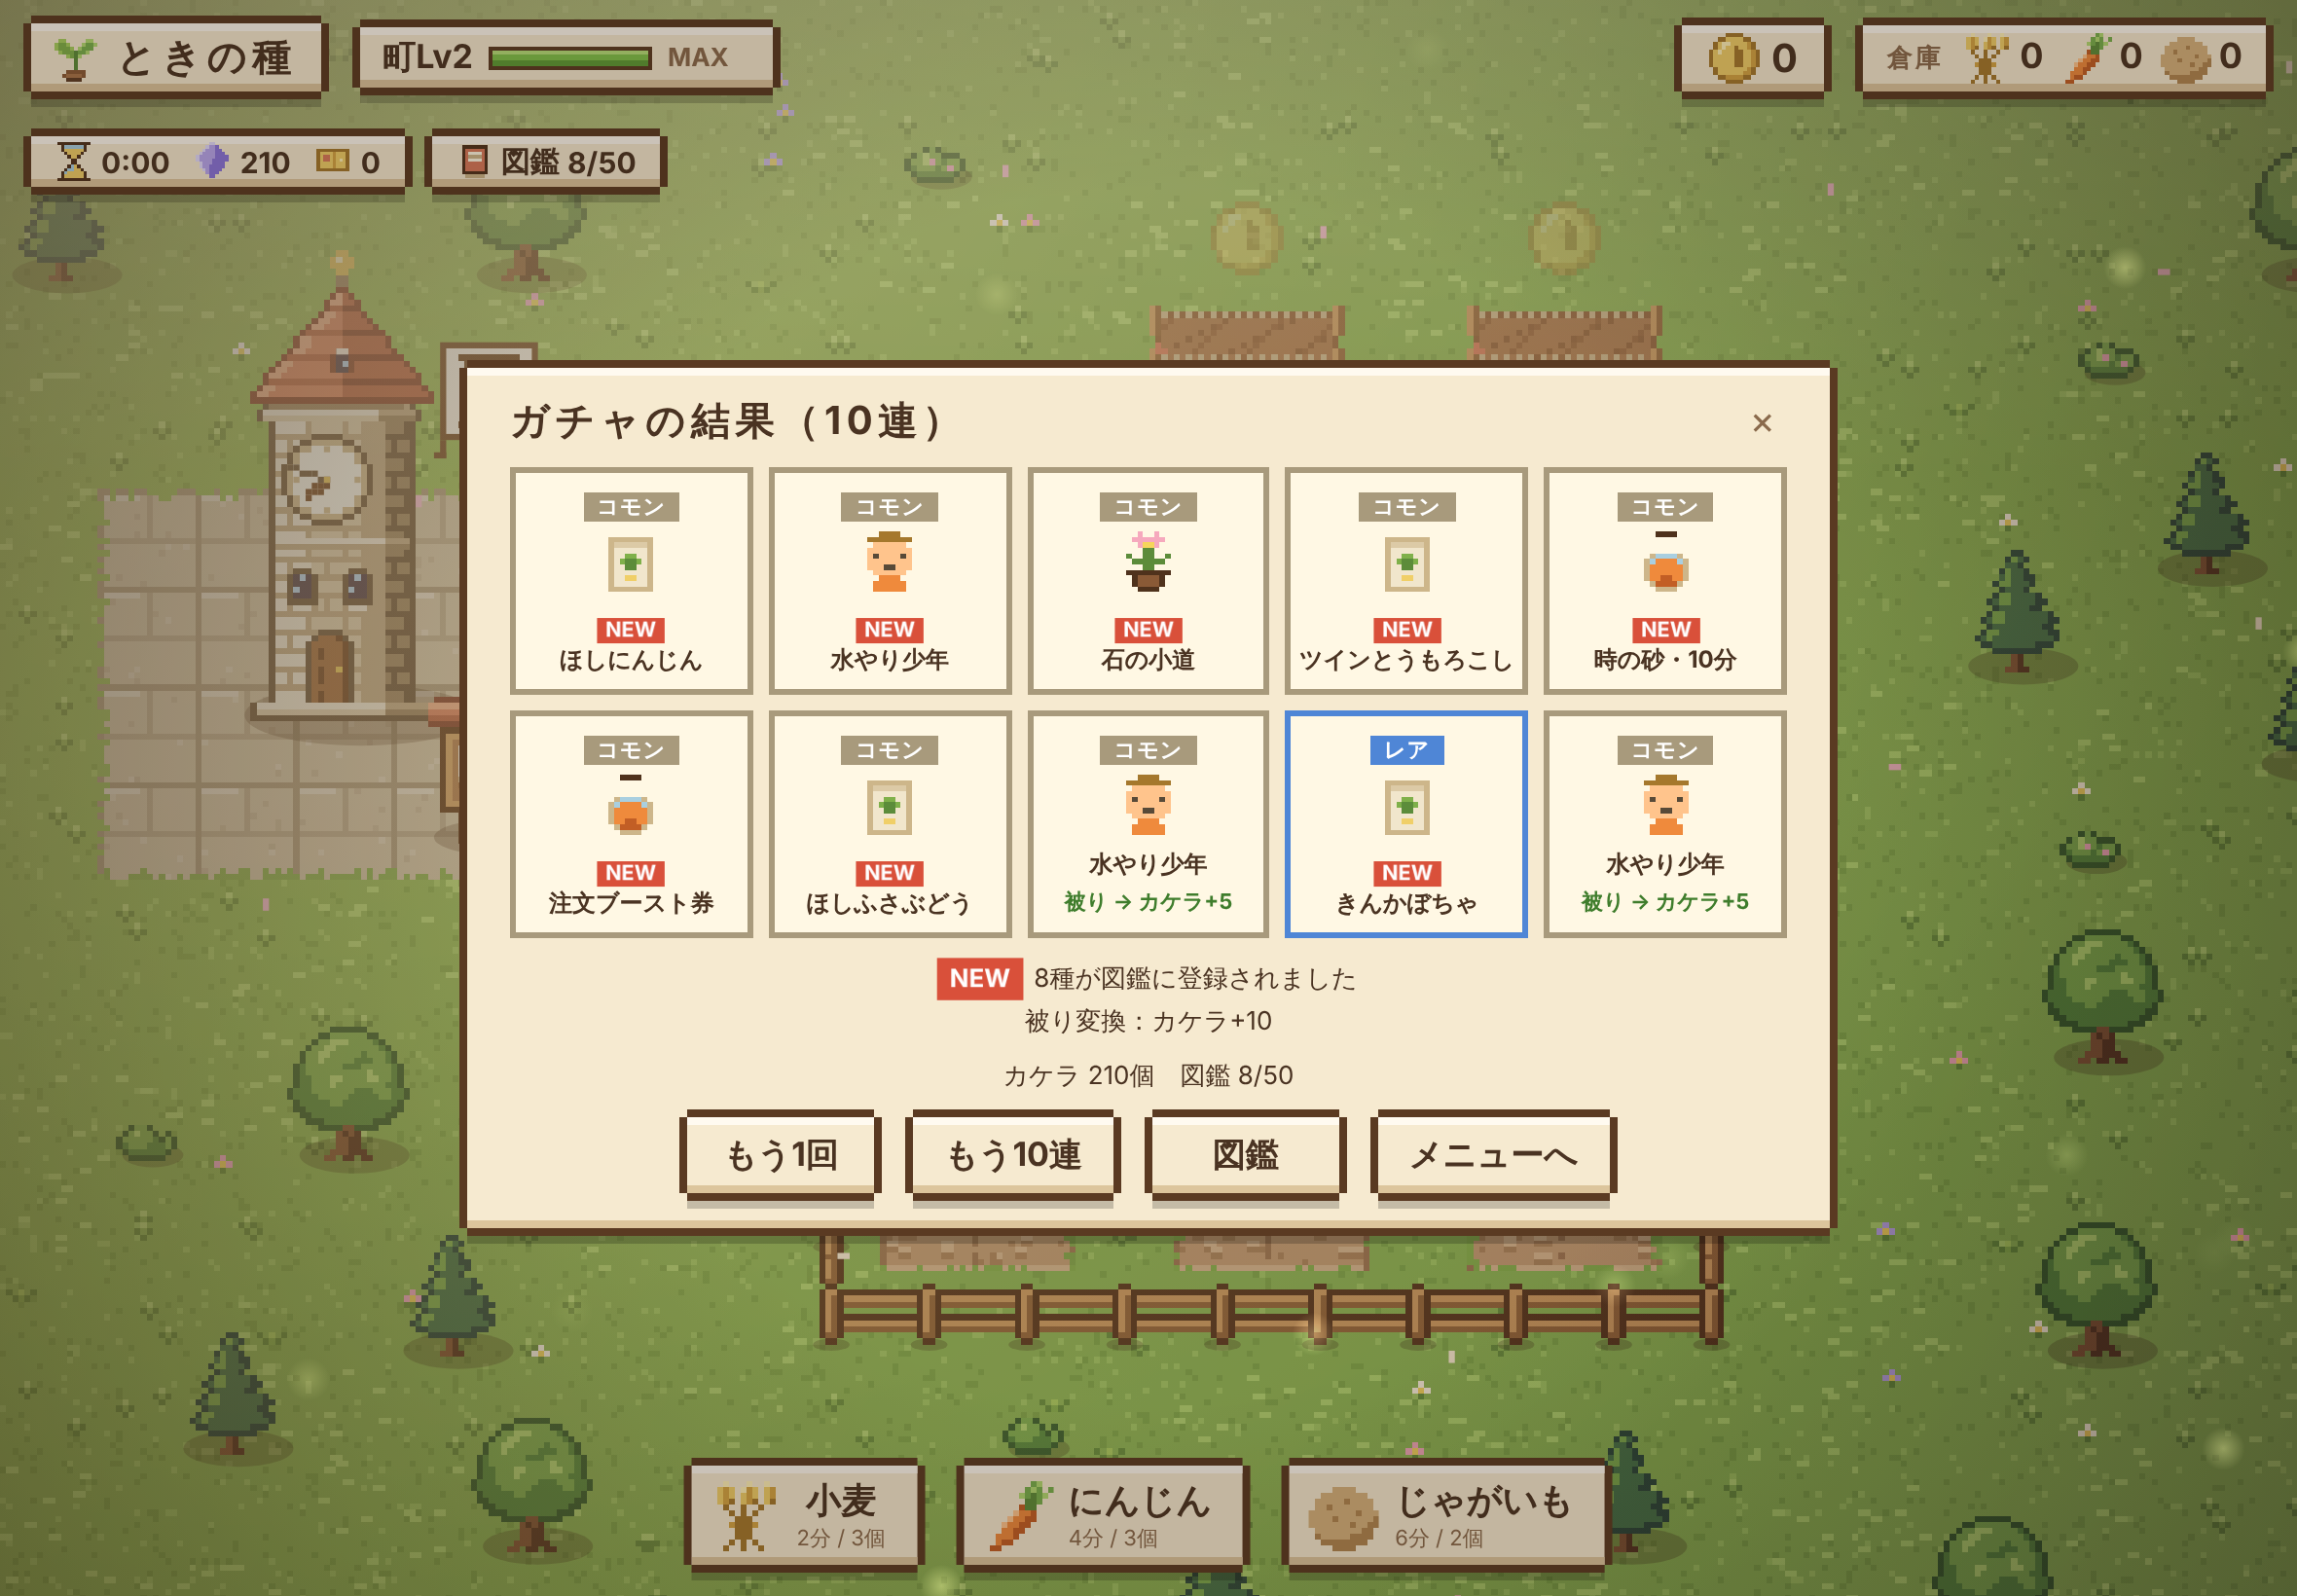 ときの種
町Lv2 MAX
0
倉庫 0 0 0
0:00 210 0
図鑑 8/50
ガチャの結果（10連）
×
コモン
NEW
ほしにんじん
コモン
NEW
水やり少年
コモン
NEW
石の小道
コモン
NEW
ツインとうもろこし
コモン
NEW
時の砂・10分
コモン
NEW
注文ブースト券
コモン
NEW
ほしふさぶどう
コモン
水やり少年
被り → カケラ+5
レア
NEW
きんかぼちゃ
コモン
水やり少年
被り → カケラ+5
NEW 8種が図鑑に登録されました
被り変換：カケラ+10
カケラ 210個　図鑑 8/50
もう1回
もう10連
図鑑
メニューへ
小麦
2分 / 3個
にんじん
4分 / 3個
じゃがいも
6分 / 2個